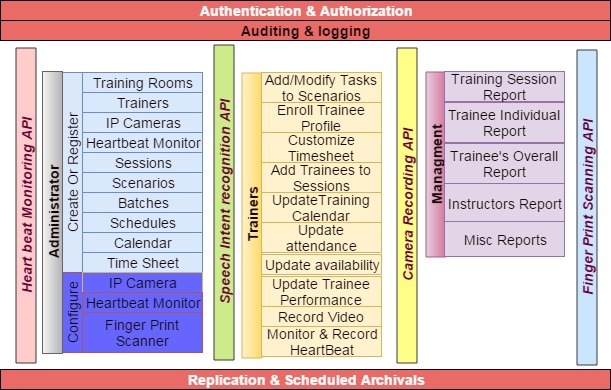 Authentication & Authorization
Auditing & logging
Heart beat Monitoring API
Administrator
Create Or Register
Training Rooms
Trainers
IP Cameras
Heartbeat Monitor
Sessions
Scenarios
Batches
Schedules
Calendar
Time Sheet
Configure
IP Camera
Heartbeat Monitor
Finger Print
Scanner
Speech Intent recognition API
Trainers
Add/Modify Tasks
to Scenarios
Enroll Trainee
Profile
Customize
Timesheet
Add Trainees to
Sessions
UpdateTraining
Calendar
Update
attendance
Update availability
Update Trainee
Performance
Record Video
Monitor & Record
HeartBeat
Camera Recording API
Managment
Training Session
Report
Trainee Individual
Report
Trainee's Overall
Report
Instructors Report
Misc Reports
Finger Print Scanning API
Replication & Scheduled Archivals